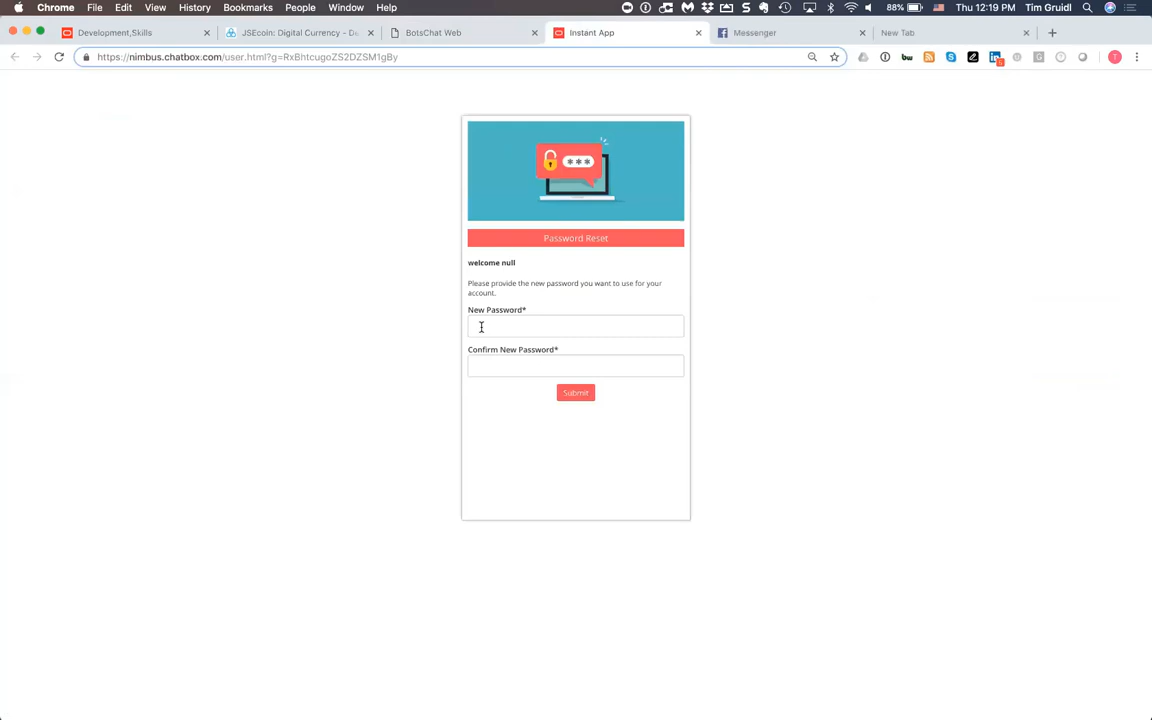 Chrome File Edit View History Bookmarks People Window Help 88% Thu 12:19 PM Tim Gruidl
Development,Skills JSEcoin: Digital Currency - Di BotsChat Web Instant App Messenger New Tab
https://nimbus.chatbox.com/user.html?g=RxBhtcugoZS2DZSM1gBy
***
Password Reset
welcome null
Please provide the new password you want to use for your
account.
New Password*
Confirm New Password*
Submit